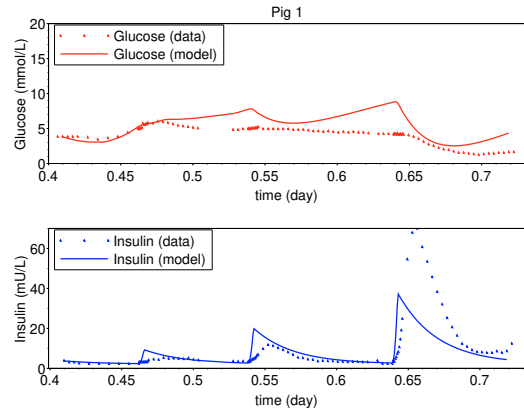 Pig 1
20
15
10
5
0
Glucose (mmol/L)
Glucose (data)
Glucose (model)
0.4 0.45 0.5 0.55 0.6 0.65 0.7
time (day)
60
40
20
0
Insulin (mU/L)
Insulin (data)
Insulin (model)
0.4 0.45 0.5 0.55 0.6 0.65 0.7
time (day)